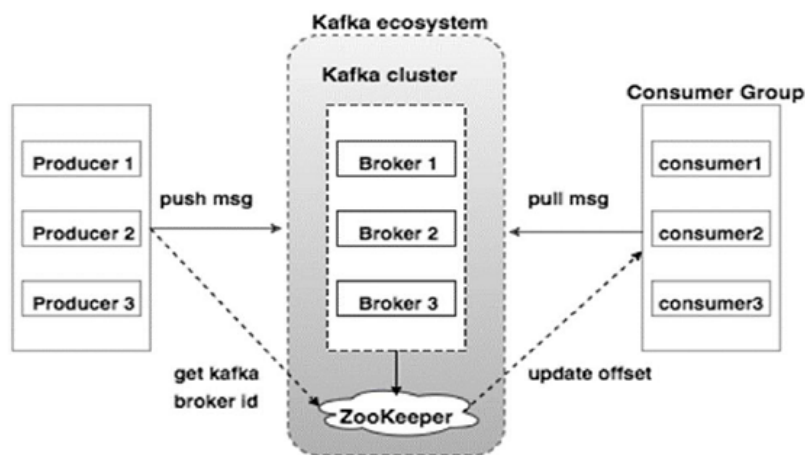 Kafka ecosystem
Kafka cluster
Consumer Group
Producer 1
Broker 1
consumer1
push msg
pull msg
Producer 2
Broker 2
consumer2
Producer 3
Broker 3
consumer3
get kafka
broker id
update offset
ZooKeeper